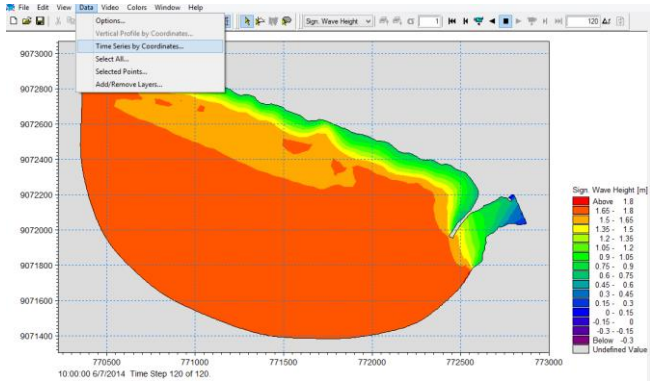 File Edit View Data Video Colors Window Help
Sign. Wave Height 1 120 Δt
Options...
Vertical Profile by Coordinates...
Time Series by Coordinates...
Select All...
Selected Points...
Add/Remove Layers...
9073000
9072800
9072600
9072400
9072200
9072000
9071800
9071600
9071400
770500 771000 771500 772000 772500 773000
10:00:00 6/7/2014 Time Step 120 of 120.
Sign. Wave Height [m]
Above 1.8
1.65 - 1.8
1.5 - 1.65
1.35 - 1.5
1.2 - 1.35
1.05 - 1.2
0.9 - 1.05
0.75 - 0.9
0.6 - 0.75
0.45 - 0.6
0.3 - 0.45
0.15 - 0.3
0 - 0.15
-0.15 - 0
-0.3 - -0.15
Below -0.3
Undefined Value